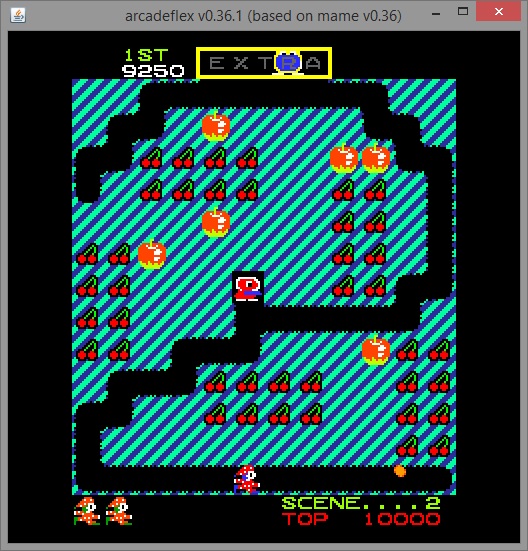 arcadeflex v0.36.1 (based on mame v0.36)
1ST
9250
EXTRA
SCENE....2
TOP 10000